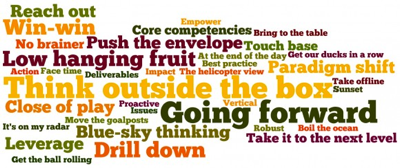 Reach out
Empower
Win-win
Core competencies
Bring to the table
No brainer
Push the envelope
Touch base
Low hanging fruit
At the end of the day
Get our ducks in a row
Best practice
Paradigm shift
Action
Face time
Deliverables
Impact
The helicopter view
Take offline
Think outside the box
Sunset
Close of play
Proactive
Issues
Vertical
Going forward
Move the goalposts
It's on my radar
Blue-sky thinking
Robust
Boil the ocean
Leverage
Drill down
Take it to the next level
Get the ball rolling